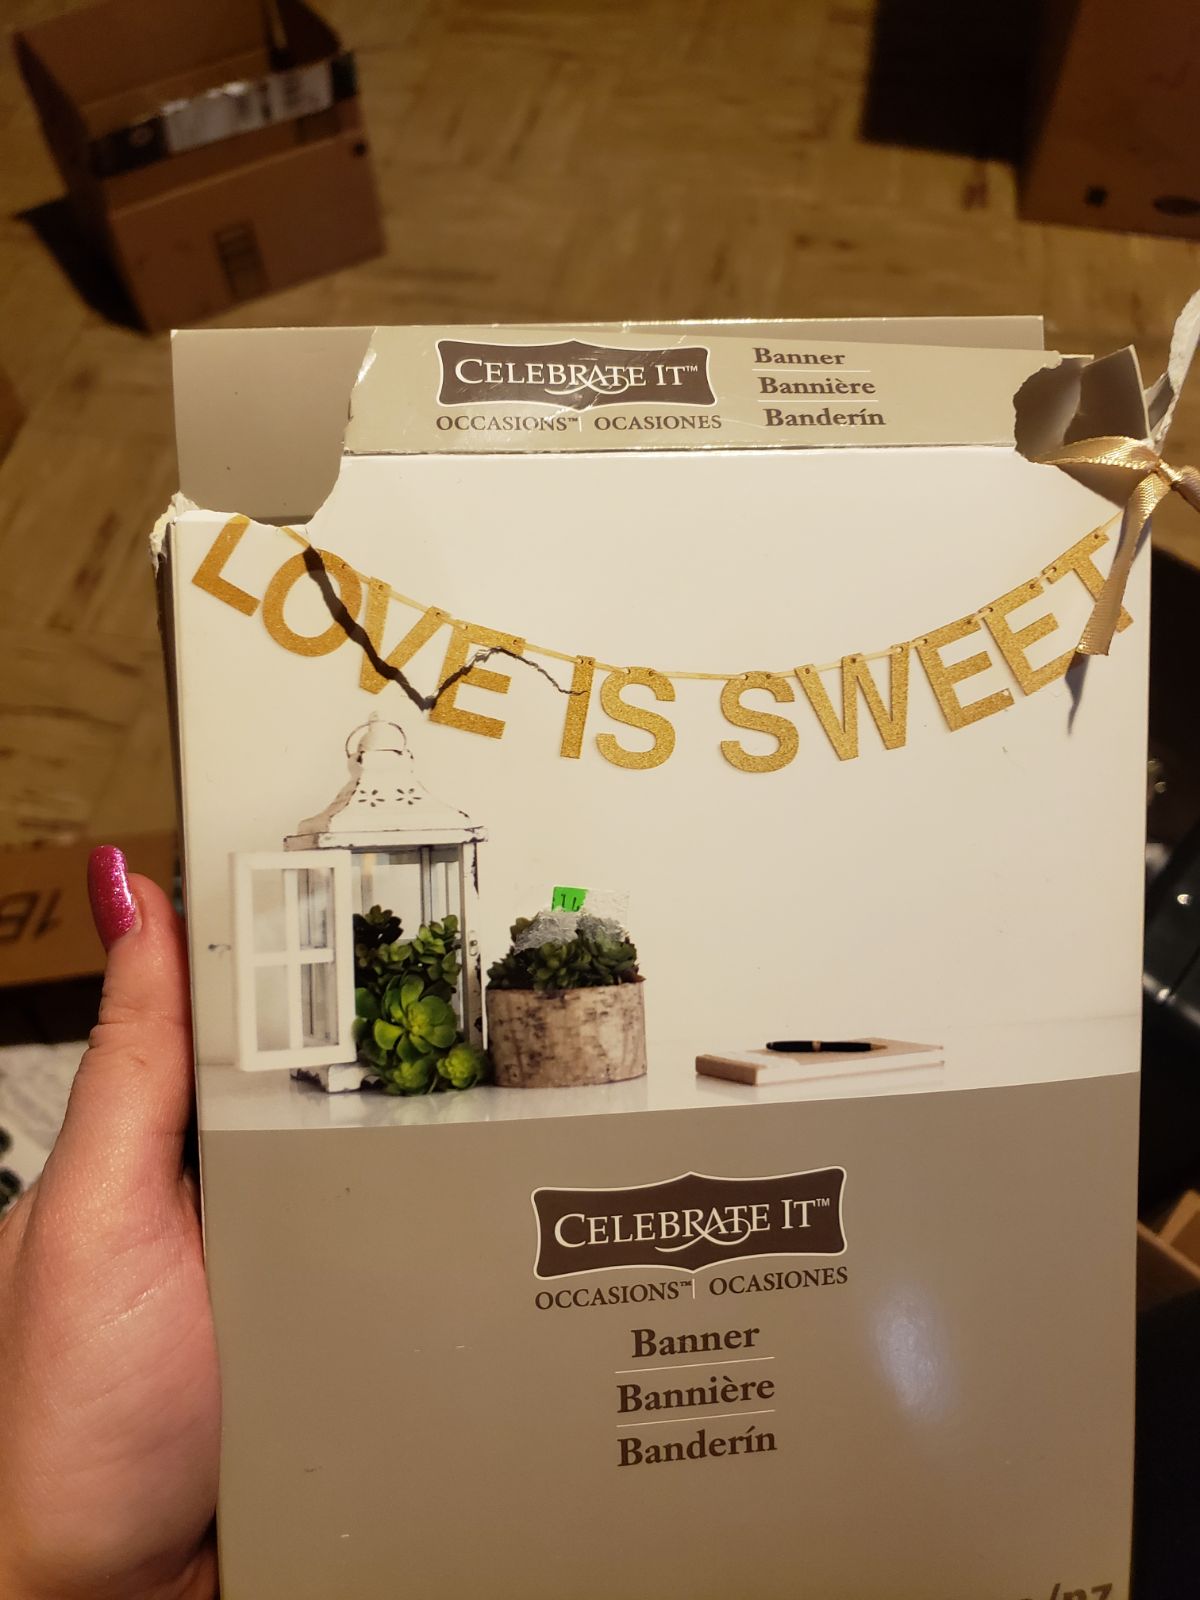 CELEBRATE IT™
OCCASIONS™ | OCASIONES
Banner
Bannière
Banderín
LOVE IS SWEET
CELEBRATE IT™
OCCASIONS™ | OCASIONES
Banner
Bannière
Banderín